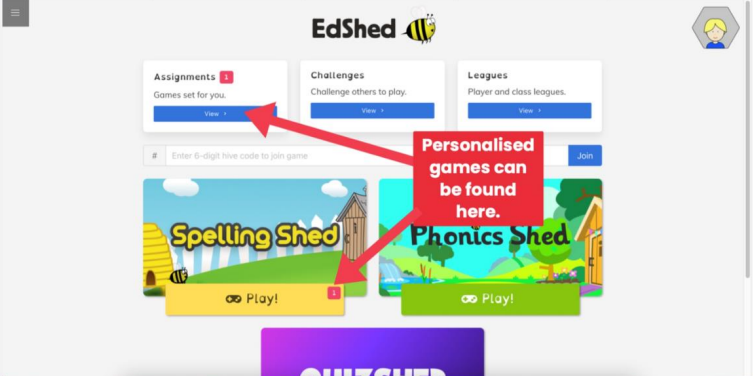 EdShed
Assignments 1
Games set for you.
View ›
Challenges
Challenge others to play.
View ›
Leagues
Player and class leagues.
View ›
# Enter 6-digit hive code to join game
Join
Personalised
games can
be found
here.
Spelling Shed
1
Play!
Phonics Shed
Play!
QUIZSHED